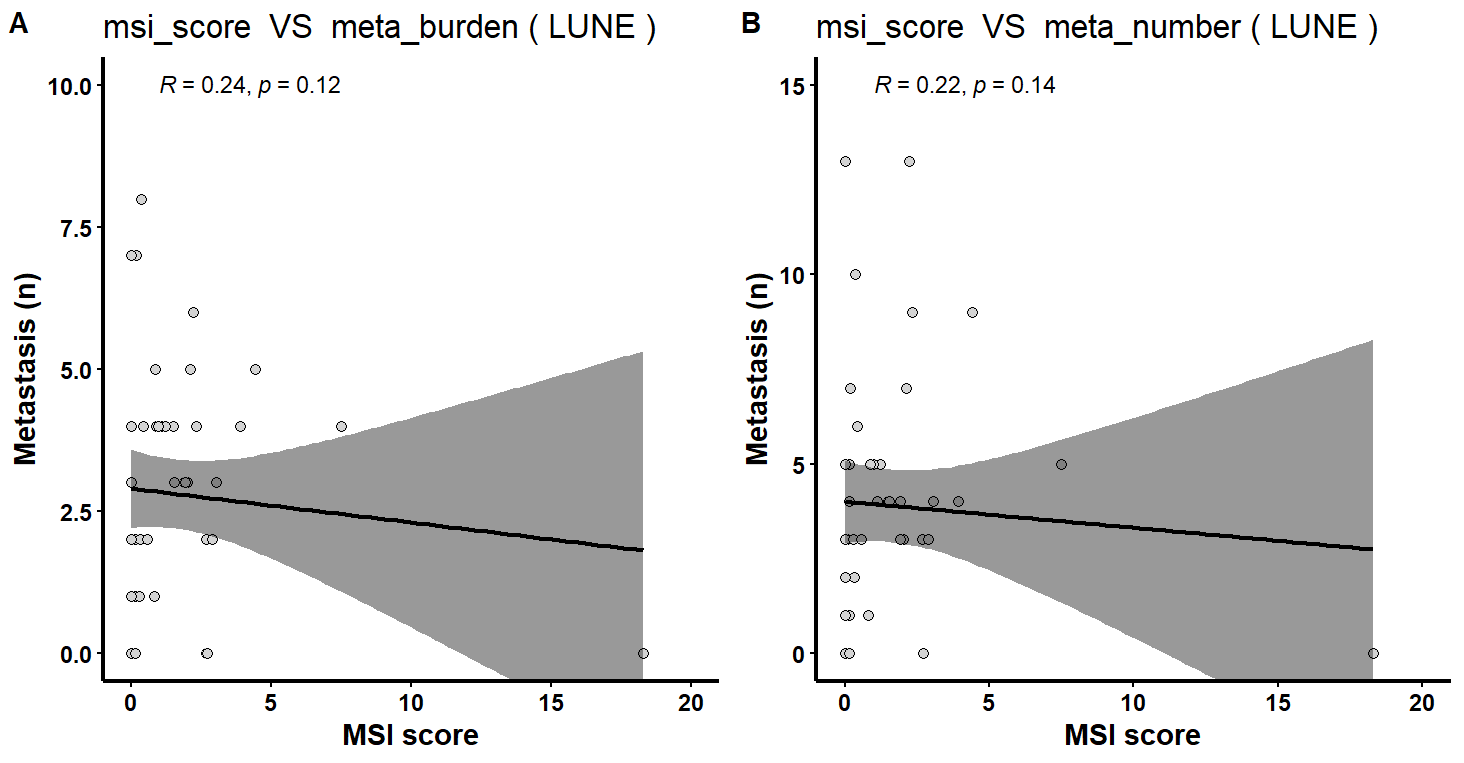 A
msi_score VS meta_burden ( LUNE )
R = 0.24, p = 0.12
10.0
7.5
5.0
2.5
0.0
Metastasis (n)
0 5 10 15 20
MSI score
B
msi_score VS meta_number ( LUNE )
R = 0.22, p = 0.14
15
10
5
0
Metastasis (n)
0 5 10 15 20
MSI score